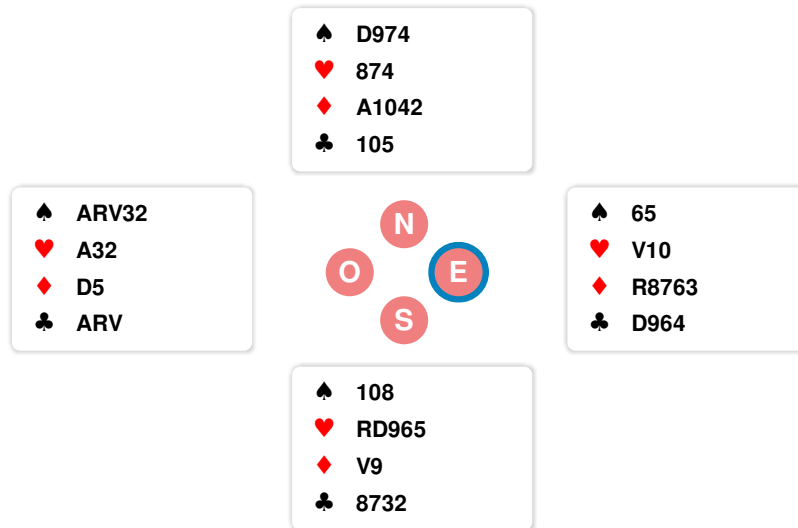 ♠ D974
♥ 874
♦ A1042
♣ 105
♠ ARV32
♥ A32
♦ D5
♣ ARV
N
O
E
S
♠ 65
♥ V10
♦ R8763
♣ D964
♠ 108
♥ RD965
♦ V9
♣ 8732